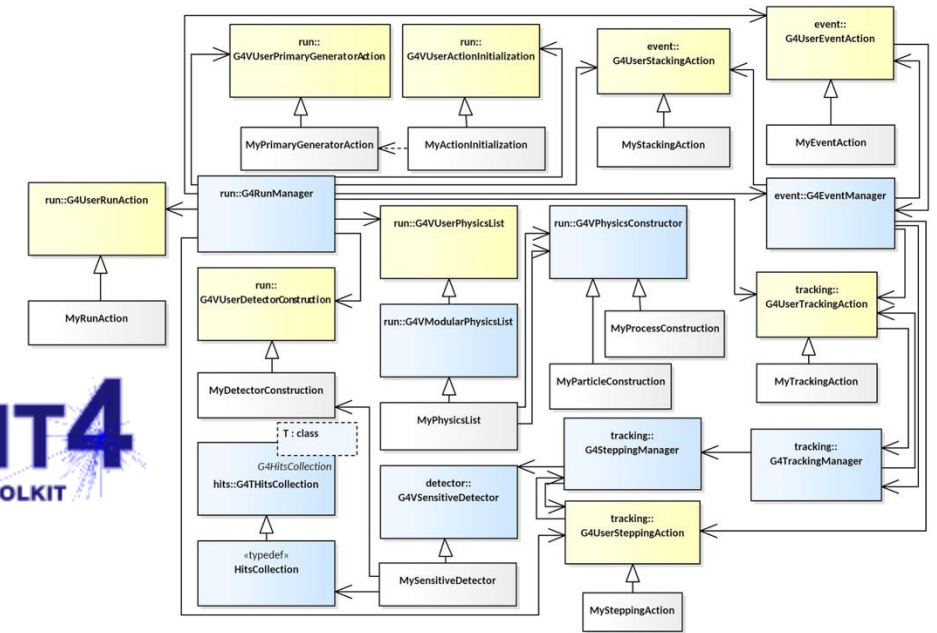 run::
G4VUserPrimaryGeneratorAction
run::
G4VUserActionInitialization
event::
G4UserStackingAction
event::
G4UserEventAction
MyPrimaryGeneratorAction
MyActionInitialization
MyStackingAction
MyEventAction
run::G4UserRunAction
run::G4RunManager
run::G4VUserPhysicsList
run::G4VPhysicsConstructor
event::G4EventManager
run::
G4VUserDetectorConstruction
tracking::
G4UserTrackingAction
MyRunAction
run::G4VModularPhysicsList
MyProcessConstruction
MyDetectorConstruction
MyParticleConstruction
MyTrackingAction
MyPhysicsList
T : class
G4HitsCollection
hits::G4THitsCollection
tracking::
G4SteppingManager
tracking::
G4TrackingManager
detector::
G4VSensitiveDetector
tracking::
G4UserSteppingAction
«typedef»
HitsCollection
MySensitiveDetector
MySteppingAction
NT4
OOLKIT